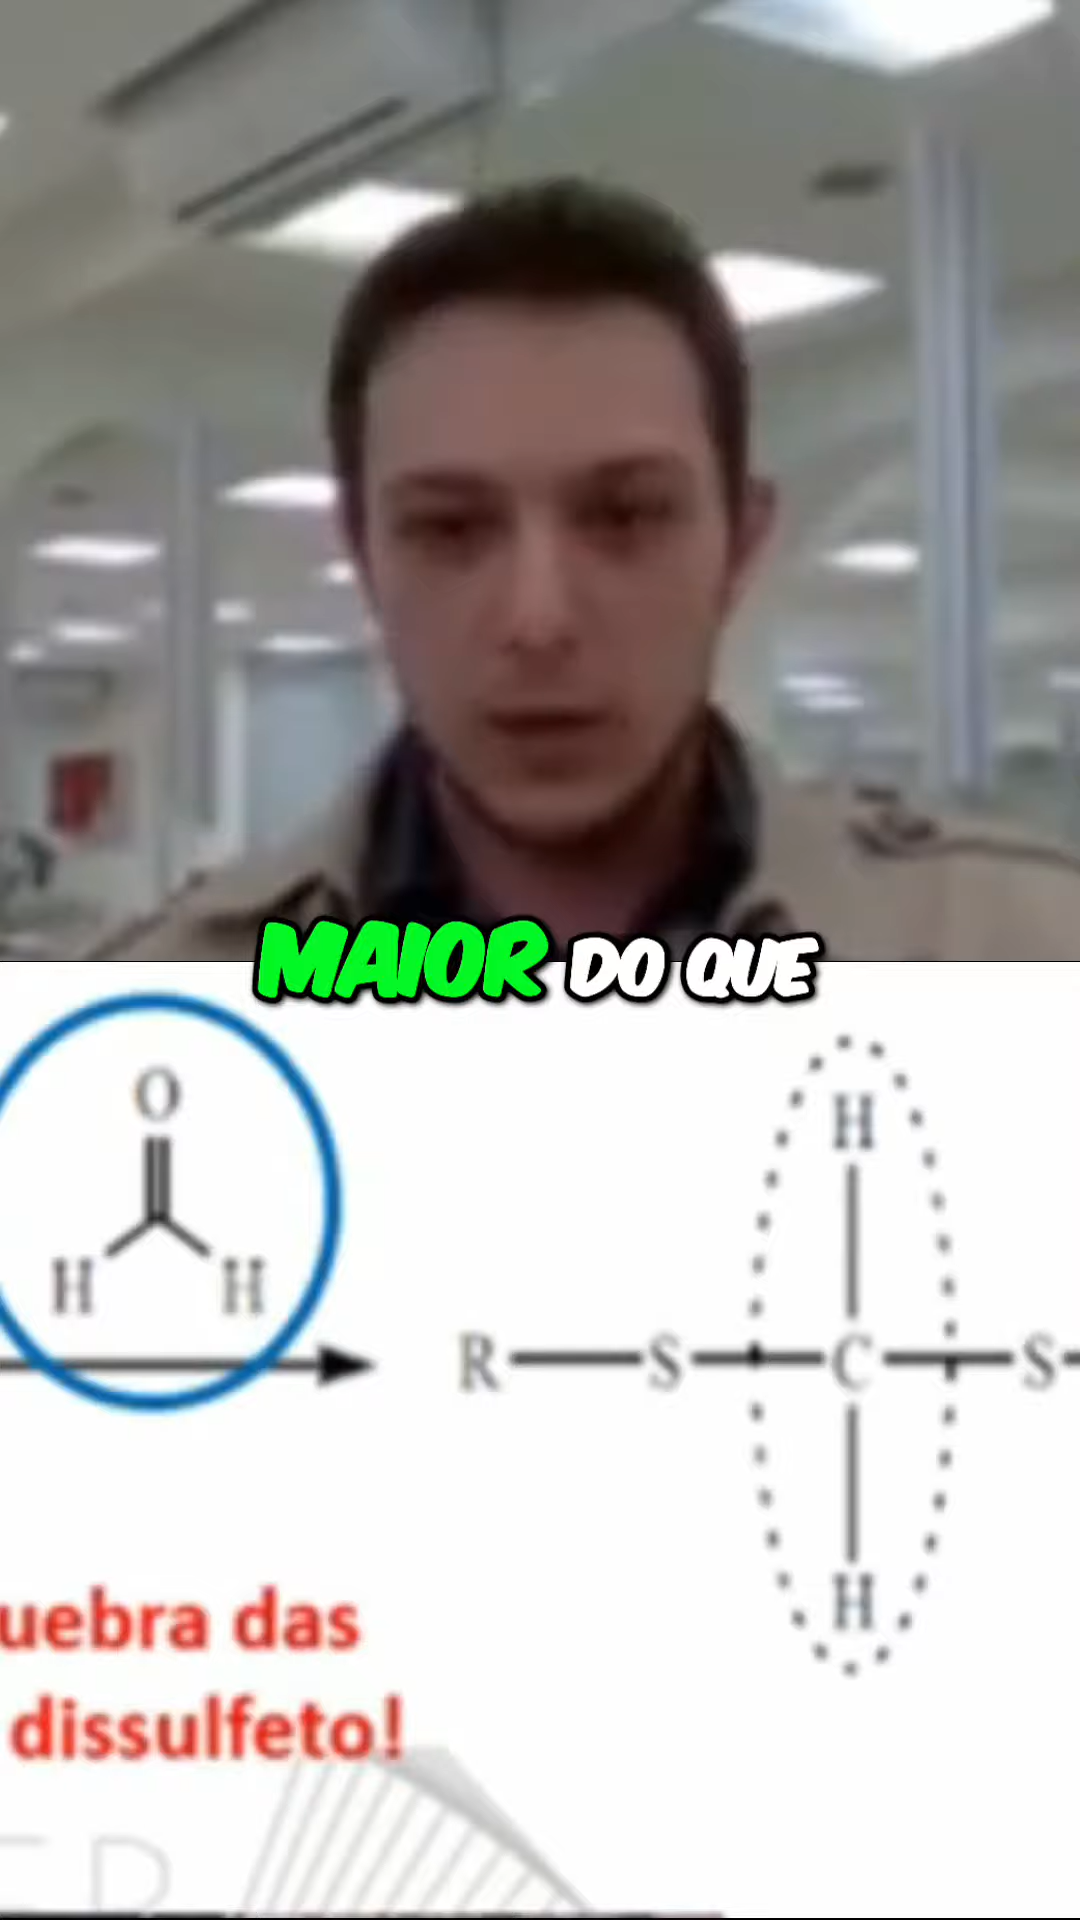 MAIOR DO QUE
O
H H
H
R S C S
H
uebra das
dissulfeto!